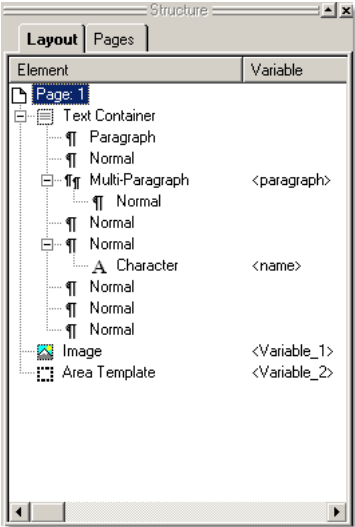 Structure
Layout Pages
Element Variable
Page: 1
Text Container
Paragraph
Normal
Multi-Paragraph <paragraph>
Normal
Normal
Normal
Character <name>
Normal
Normal
Normal
Image <Variable_1>
Area Template <Variable_2>